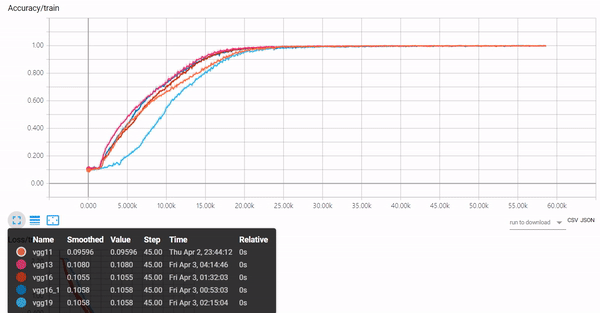 Accuracy/train
1.00
0.800
0.600
0.400
0.200
0.00
0.000 5.000k 10.00k 15.00k 20.00k 25.00k 30.00k 35.00k 40.00k 45.00k 50.00k 55.00k 60.00k
run to download CSV JSON
Name Smoothed Value Step Time Relative
vgg11 0.09596 0.09596 45.00 Thu Apr 2, 23:44:12 0s
vgg13 0.1080 0.1080 45.00 Fri Apr 3, 04:14:46 0s
vgg16 0.1055 0.1055 45.00 Fri Apr 3, 01:32:03 0s
vgg16_1 0.1058 0.1058 45.00 Fri Apr 3, 00:53:03 0s
vgg19 0.1058 0.1058 45.00 Fri Apr 3, 02:15:04 0s